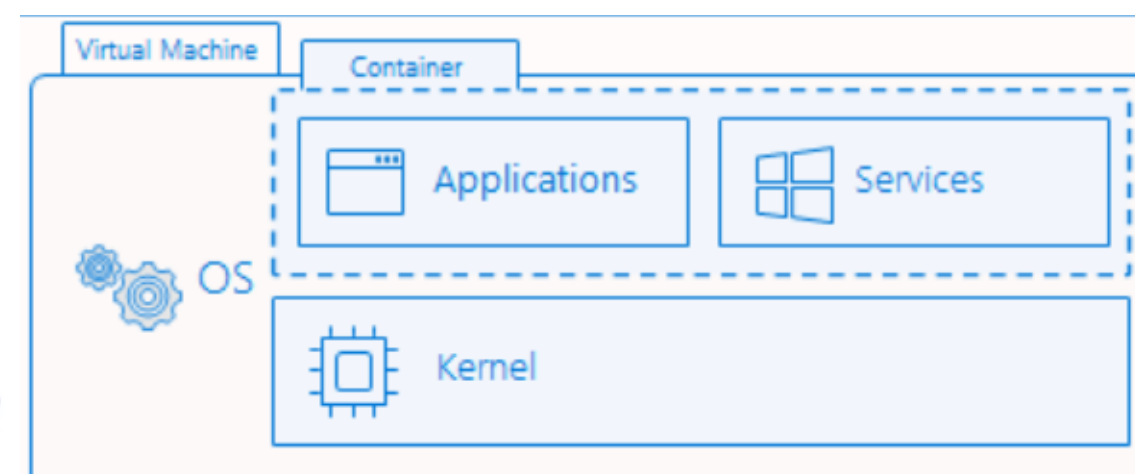 Virtual Machine
Container
Applications
Services
OS
Kernel